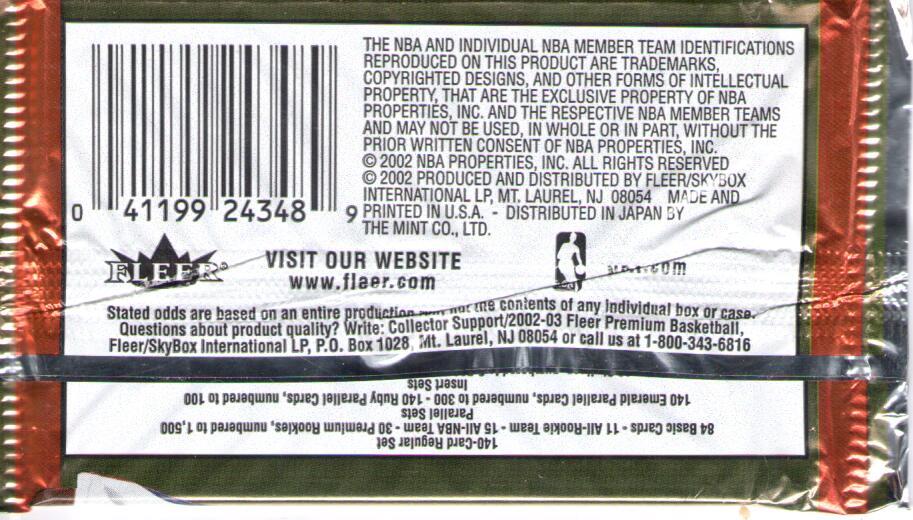 THE NBA AND INDIVIDUAL NBA MEMBER TEAM IDENTIFICATIONS
REPRODUCED ON THIS PRODUCT ARE TRADEMARKS,
COPYRIGHTED DESIGNS, AND OTHER FORMS OF INTELLECTUAL
PROPERTY, THAT ARE THE EXCLUSIVE PROPERTY OF NBA
PROPERTIES, INC. AND THE RESPECTIVE NBA MEMBER TEAMS
AND MAY NOT BE USED, IN WHOLE OR IN PART, WITHOUT THE
PRIOR WRITTEN CONSENT OF NBA PROPERTIES, INC.
© 2002 NBA PROPERTIES, INC. ALL RIGHTS RESERVED
© 2002 PRODUCED AND DISTRIBUTED BY FLEER/SKYBOX
INTERNATIONAL LP, MT. LAUREL, NJ 08054 MADE AND
PRINTED IN U.S.A. - DISTRIBUTED IN JAPAN BY
THE MINT CO., LTD.
0 41199 24348 9
FLEER®
VISIT OUR WEBSITE
www.flaer.com
Stated odds are based on an entire production the contents of any individual box or case.
Questions about product quality? Write: Collector Support/2002-03 Fleer Premium Basketball,
Fleer/SkyBox International LP, P.O. Box 1028, Mt. Laurel, NJ 08054 or call us at 1-800-343-6816
140-Card Regular Set
84 Basic Cards - 11 All-Rookie Team - 15 All-NBA Team - 30 Premium Rookies, numbered to 1,500
Parallel Sets
140 Emerald Parallel Cards, numbered to 300 - 140 Ruby Parallel Cards, numbered to 100
Insert Sets